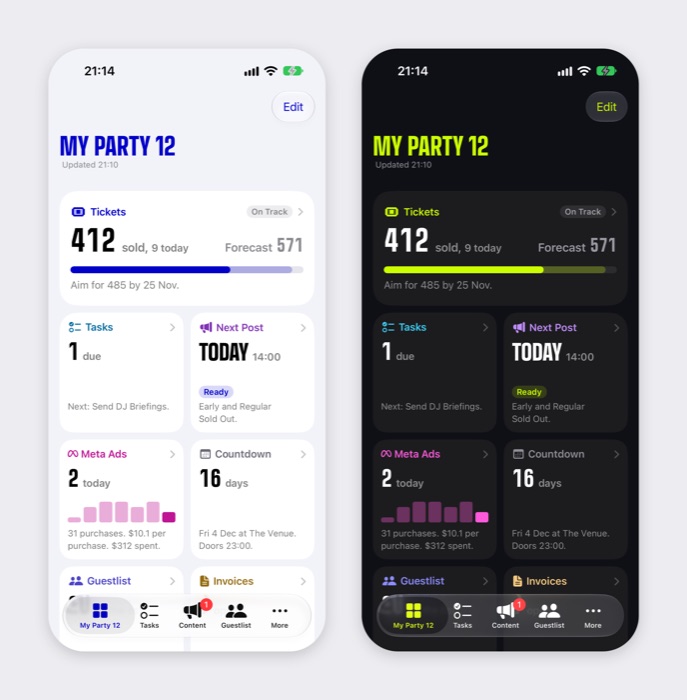 21:14
Edit
MY PARTY 12
Updated 21:10
Tickets
On Track
412 sold, 9 today
Forecast 571
Aim for 485 by 25 Nov.
Tasks
1 due
Next: Send DJ Briefings.
Next Post
TODAY 14:00
Ready
Early and Regular
Sold Out.
Meta Ads
2 today
31 purchases. $10.1 per
purchase. $312 spent.
Countdown
16 days
Fri 4 Dec at The Venue.
Doors 23:00.
Guestlist
Invoices
1
My Party 12
Tasks
Content
Guestlist
More
21:14
Edit
MY PARTY 12
Updated 21:10
Tickets
On Track
412 sold, 9 today
Forecast 571
Aim for 485 by 25 Nov.
Tasks
1 due
Next: Send DJ Briefings.
Next Post
TODAY 14:00
Ready
Early and Regular
Sold Out.
Meta Ads
2 today
31 purchases. $10.1 per
purchase. $312 spent.
Countdown
16 days
Fri 4 Dec at The Venue.
Doors 23:00.
Guestlist
Invoices
1
My Party 12
Tasks
Content
Guestlist
More